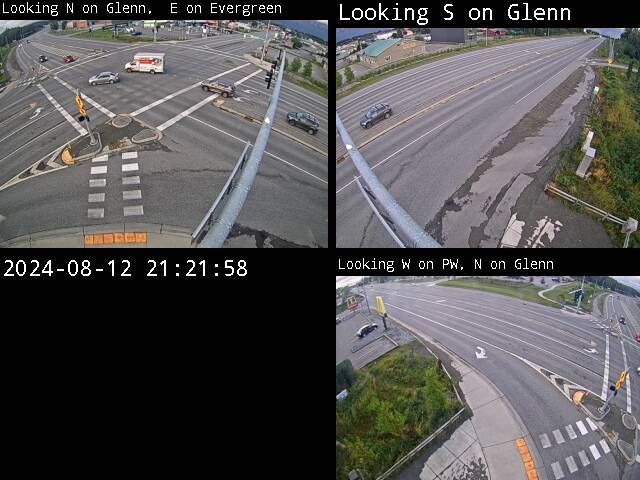 Looking N on Glenn,  E on Evergreen
Looking S on Glenn
2024-08-12 21:21:58
Looking W on PW, N on Glenn